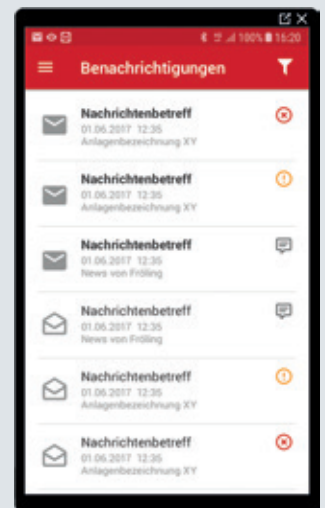 100% 16:20
Benachrichtigungen
Nachrichtenbetreff
01.06.2017 12:35
Anlagenbezeichnung XY
Nachrichtenbetreff
01.06.2017 12:35
Anlagenbezeichnung XY
Nachrichtenbetreff
01.06.2017 12:35
News von Fröling
Nachrichtenbetreff
01.06.2017 12:35
News von Fröling
Nachrichtenbetreff
01.06.2017 12:35
Anlagenbezeichnung XY
Nachrichtenbetreff
01.06.2017 12:35
Anlagenbezeichnung XY